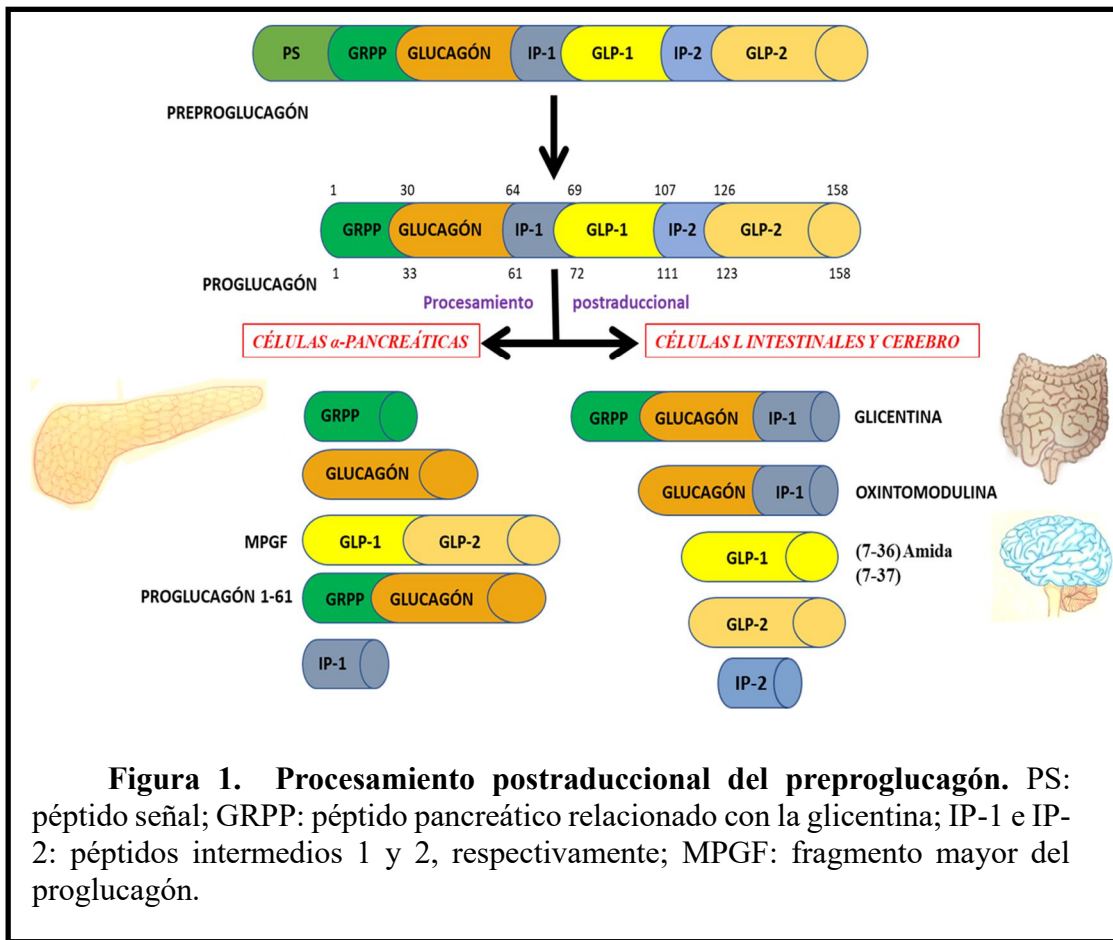 PS GRPP GLUCAGÓN IP-1 GLP-1 IP-2 GLP-2
PREPROGLUCAGÓN
1 30 64 69 107 126 158
GRPP GLUCAGÓN IP-1 GLP-1 IP-2 GLP-2
1 33 61 72 111 123 158
PROGLUCAGÓN
Procesamiento postraduccional
CÉLULAS α-PANCREÁTICAS
CÉLULAS L INTESTINALES Y CEREBRO
GRPP
GLUCAGÓN
MPGF GLP-1 GLP-2
PROGLUCAGÓN 1-61 GRPP GLUCAGÓN
IP-1
GRPP GLUCAGÓN IP-1 GLICENTINA
GLUCAGÓN IP-1 OXINTOMODULINA
GLP-1 (7-36) Amida
(7-37)
GLP-2
IP-2
Figura 1. Procesamiento postraduccional del preproglucagón. PS:
péptido señal; GRPP: péptido pancreático relacionado con la glicentina; IP-1 e IP-
2: péptidos intermedios 1 y 2, respectivamente; MPGF: fragmento mayor del
proglucagón.